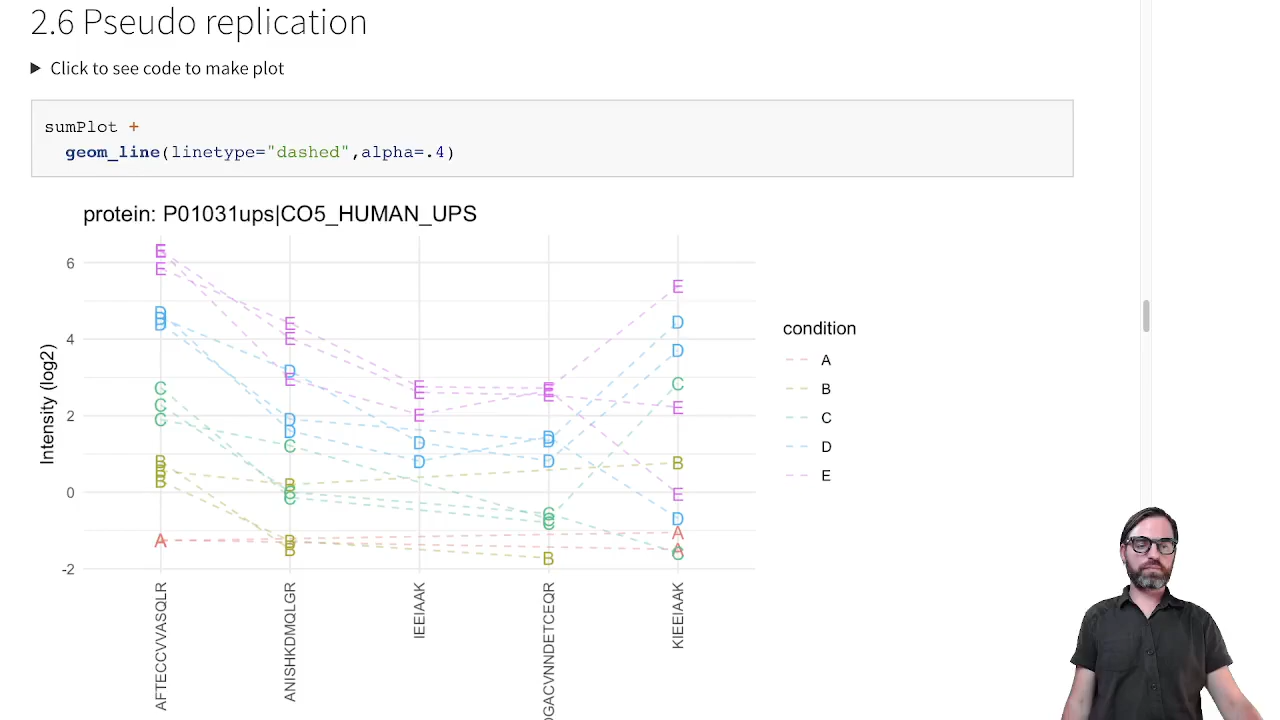 2.6 Pseudo replication
▶ Click to see code to make plot
sumPlot +
geom_line(linetype="dashed",alpha=.4)
protein: P01031ups|CO5_HUMAN_UPS
Intensity (log2)
6
4
2
0
-2
E E D D D C C C B B B B A
E E D E D D C B C C B B
E E E D D
E E E D D D C C C B
E D D C E B E D A A C
condition
A
B
C
D
E
AFTECCVVASQLR
ANISHKDMQLGR
IEEIAAK
DGACVNNDETCEQR
KIEEIAAK